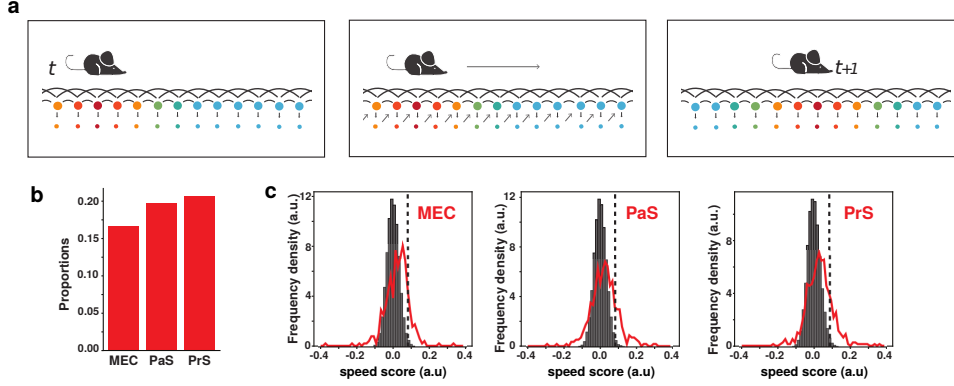 a
t
t+1
b
Proportions
0.20
0.15
0.10
0.05
0.00
MEC PaS PrS
c
Frequency density (a.u.)
12
8
4
0
MEC
-0.4 -0.2 0.0 0.2 0.4
speed score (a.u)
Frequency density (a.u.)
12
8
4
0
PaS
-0.4 -0.2 0.0 0.2 0.4
speed score (a.u)
Frequency density (a.u.)
8
4
0
PrS
-0.4 -0.2 0.0 0.2 0.4
speed score (a.u)